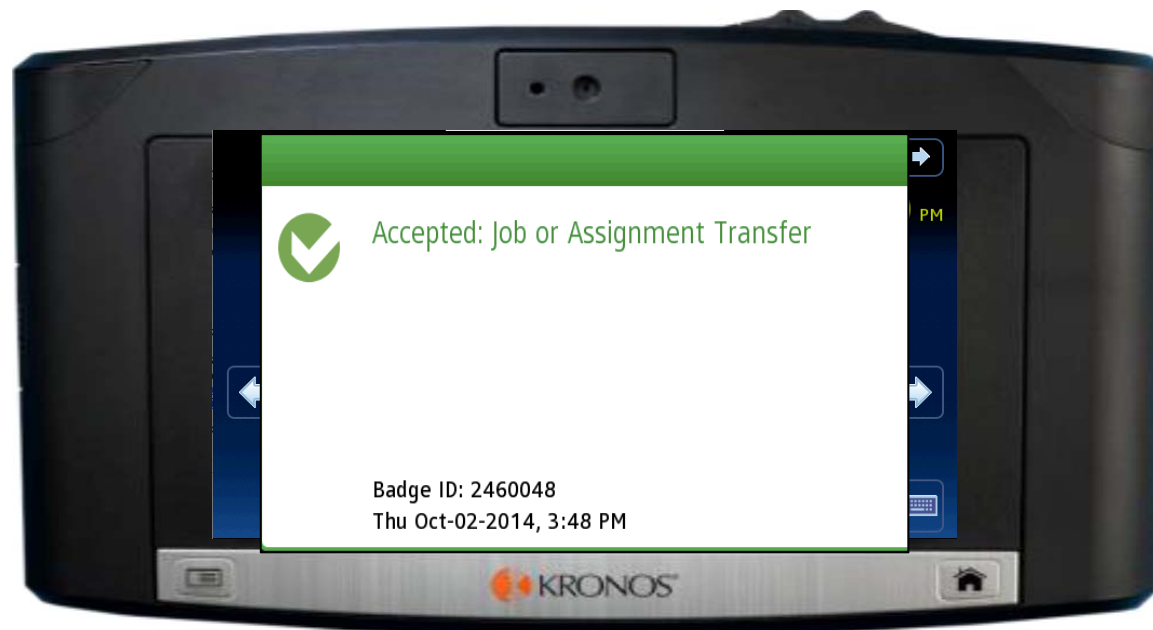 PM
Accepted: Job or Assignment Transfer
Badge ID: 2460048
Thu Oct-02-2014, 3:48 PM
KRONOS